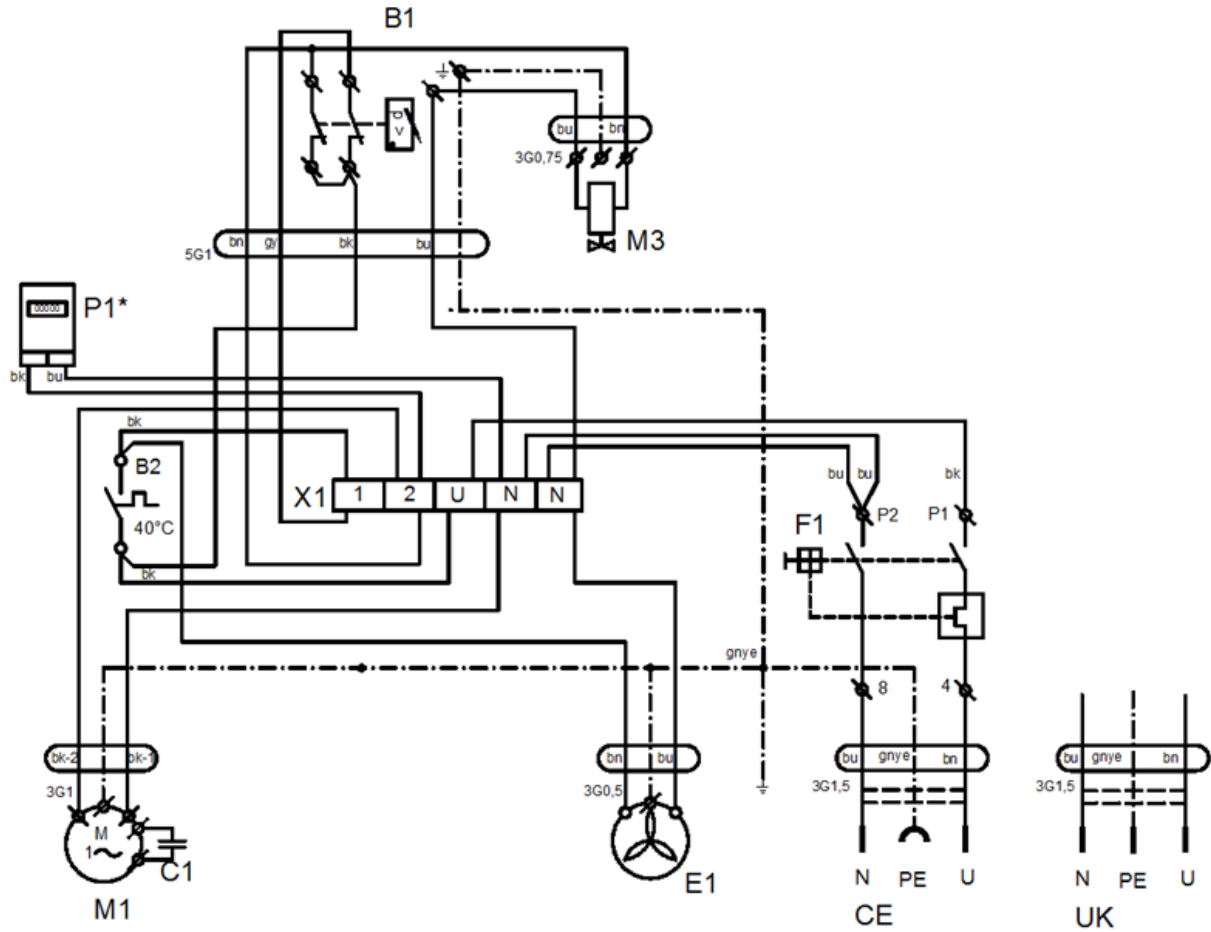 B1
bu
bn
3G0,75
M3
bn
gy
bk
bu
5G1
00000
P1*
bk
bu
bk
B2
40°C
bk
X1
1
2
U
N
N
bu
bu
bk
P2
P1
F1
gnye
8
4
bk-2
bk-1
3G1
M
1
C1
M1
bn
bu
3G0,5
E1
bu
gnye
bn
3G1,5
N
PE
U
CE
bu
gnye
bn
3G1,5
N
PE
U
UK